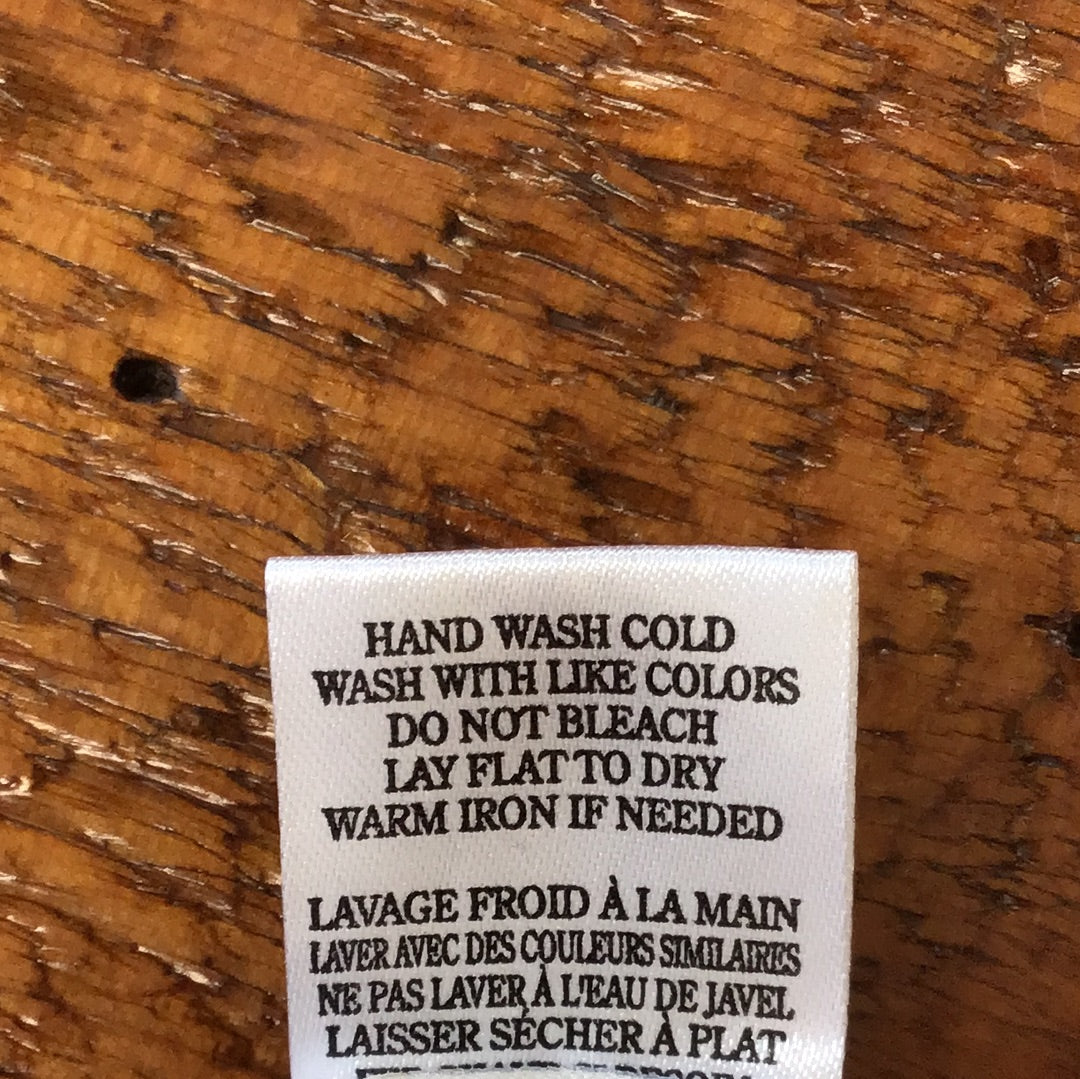 HAND WASH COLD
WASH WITH LIKE COLORS
DO NOT BLEACH
LAY FLAT TO DRY
WARM IRON IF NEEDED
LAVAGE FROID À LA MAIN
LAVER AVEC DES COULEURS SIMILAIRES
NE PAS LAVER À L'EAU DE JAVEL
LAISSER SÉCHER À PLAT